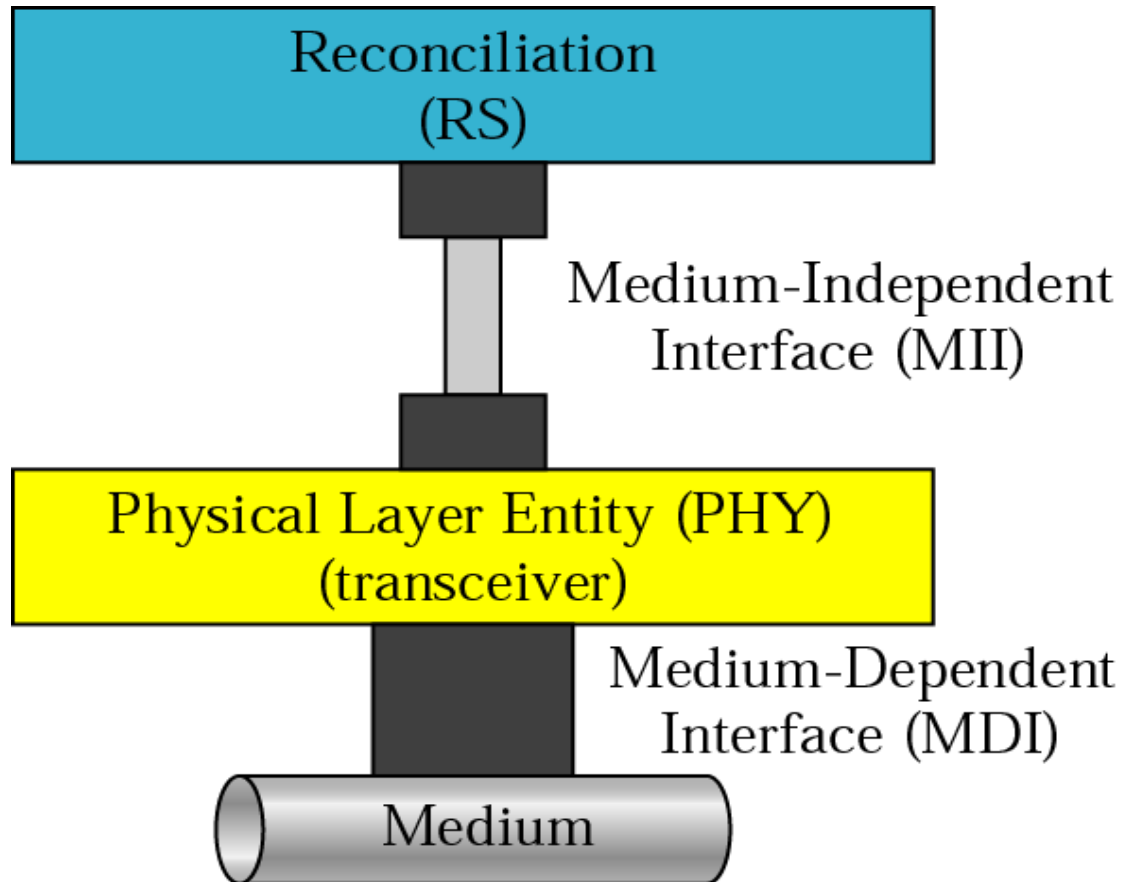 Reconciliation
(RS)
Medium-Independent
Interface (MII)
Physical Layer Entity (PHY)
(transceiver)
Medium-Dependent
Interface (MDI)
Medium